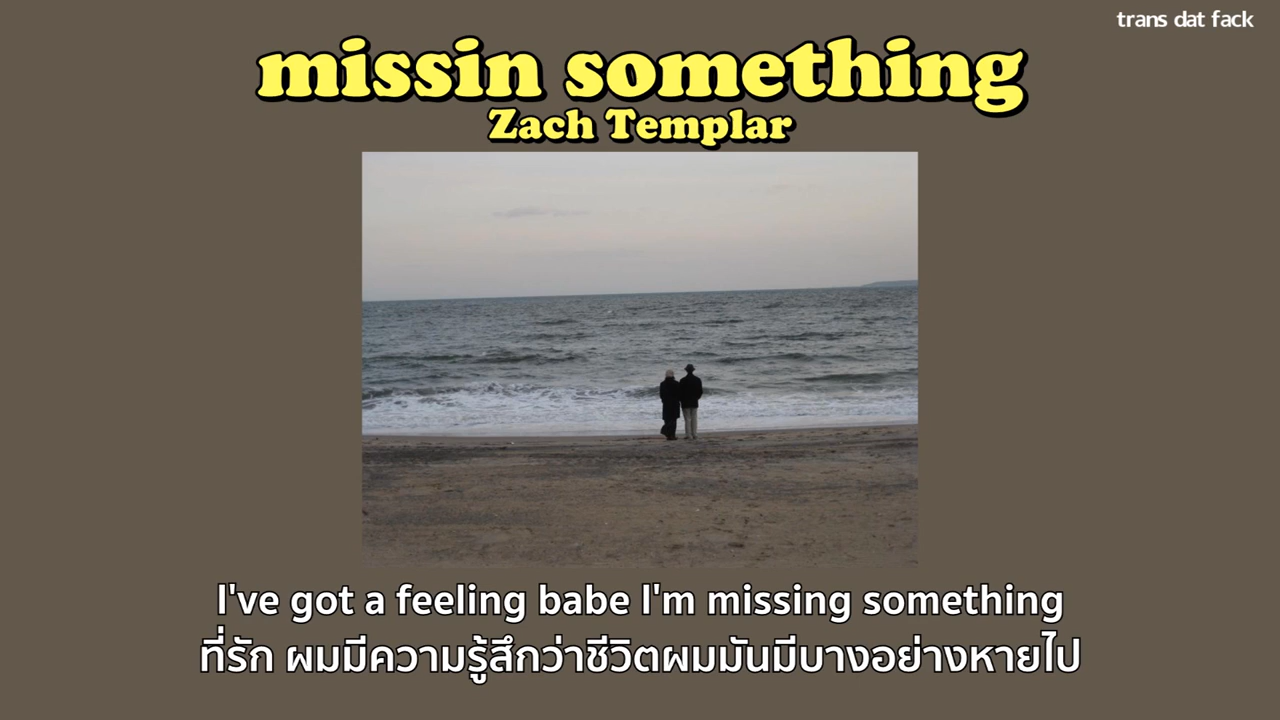 trans dat fack
missin something
Zach Templar
I've got a feeling babe I'm missing something
ที่รัก ผมมีความรู้สึกว่าชีวิตผมมันมีบางอย่างหายไป